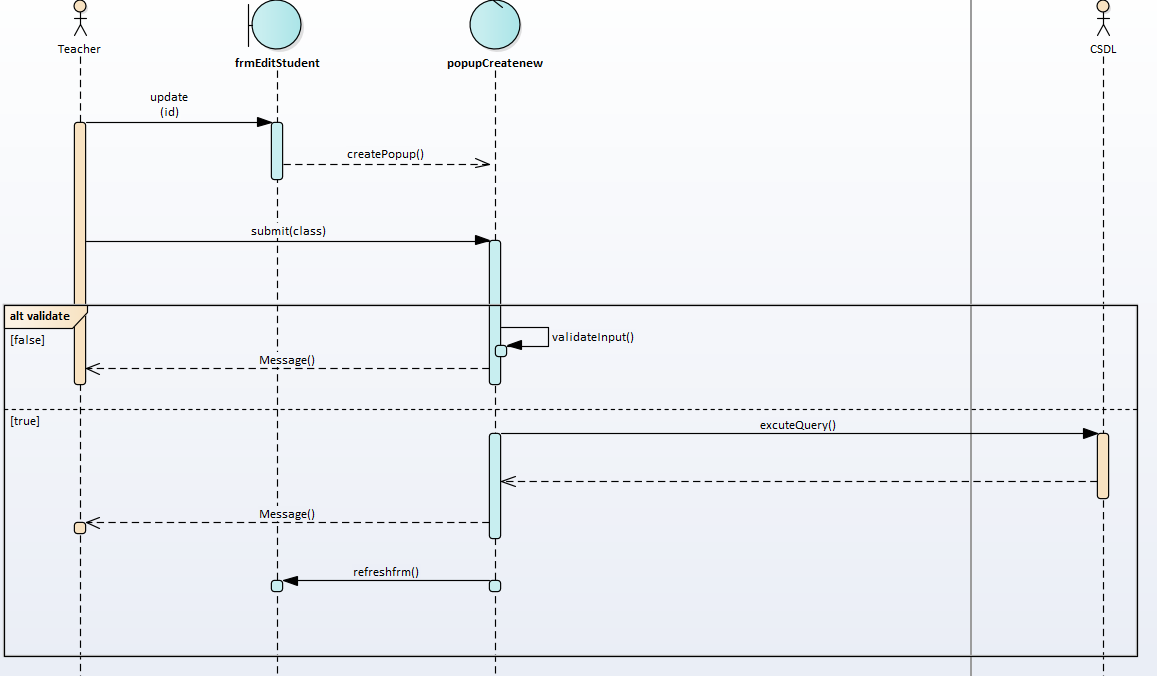 Teacher
frmEditStudent
popupCreatenew
CSDL
update
(id)
createPopup()
submit(class)
alt validate
[false]
validateInput()
Message()
[true]
excuteQuery()
Message()
refreshfrm()